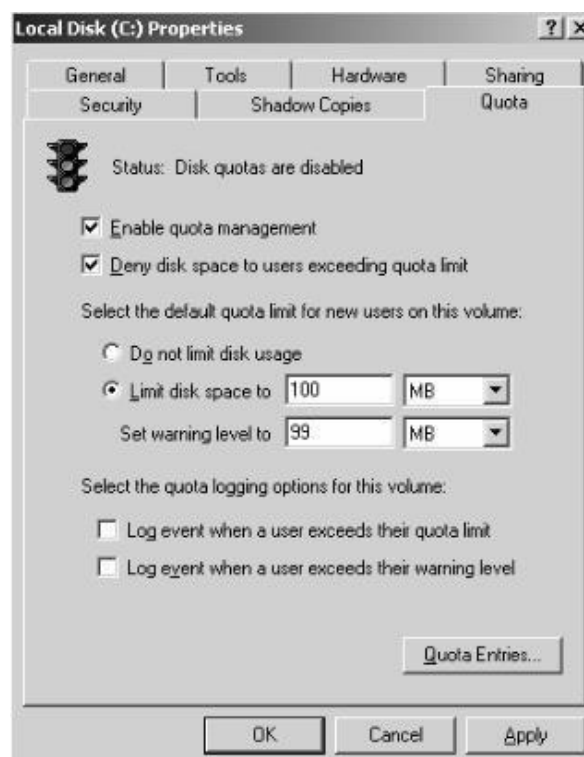 Local Disk (C:) Properties ? X
General Tools Hardware Sharing
Security Shadow Copies Quota
Status: Disk quotas are disabled
Enable quota management
Deny disk space to users exceeding quota limit
Select the default quota limit for new users on this volume:
Do not limit disk usage
Limit disk space to 100 MB
Set warning level to 99 MB
Select the quota logging options for this volume:
Log event when a user exceeds their quota limit
Log event when a user exceeds their warning level
Quota Entries...
OK Cancel Apply